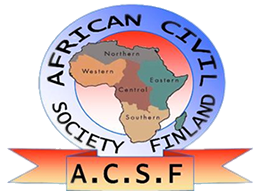 AFRICAN CIVIL
SOCIETY FINLAND
Northern
Western
Eastern
Central
Southern
A.C.S.F